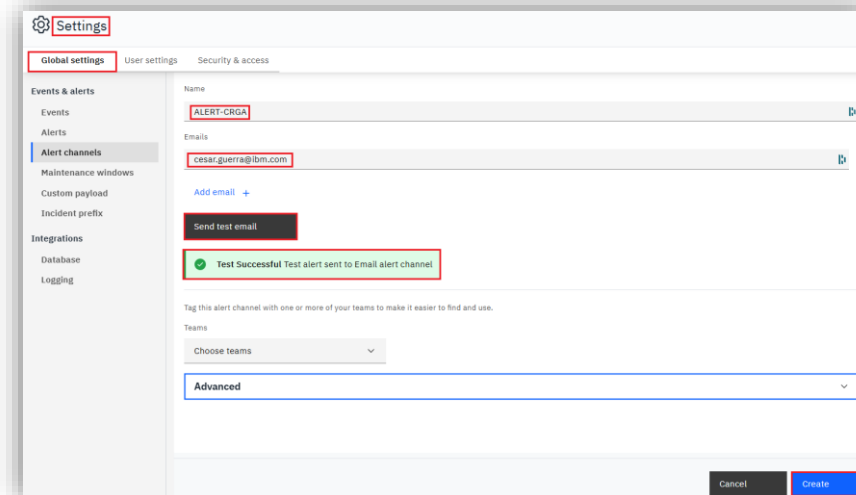 Settings
Global settings User settings Security & access
Events & alerts
Events
Alerts
Alert channels
Maintenance windows
Custom payload
Incident prefix
Integrations
Database
Logging
Name
ALERT-CRGA
Emails
cesar.guerra@ibm.com
Add email +
Send test email
Test Successful Test alert sent to Email alert channel
Tag this alert channel with one or more of your teams to make it easier to find and use.
Teams
Choose teams
Advanced
Cancel Create